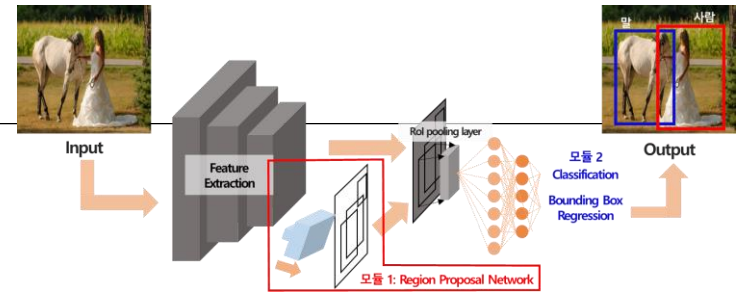 말
사람
Input
Feature
Extraction
RoI pooling layer
모듈 2
Classification
Bounding Box
Regression
Output
모듈 1: Region Proposal Network